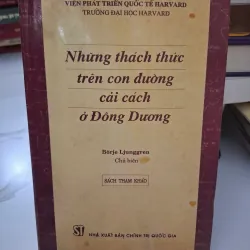 VIỆN PHÁT TRIỂN QUỐC TẾ HARVARD
TRƯỜNG ĐẠI HỌC HARVARD
Những thách thức
trên con đường
cải cách
ở Đông Dương
Börje Ljunggren
Chủ biên
SÁCH THAM KHẢO
ST
NHÀ XUẤT BẢN CHÍNH TRỊ QUỐC GIA